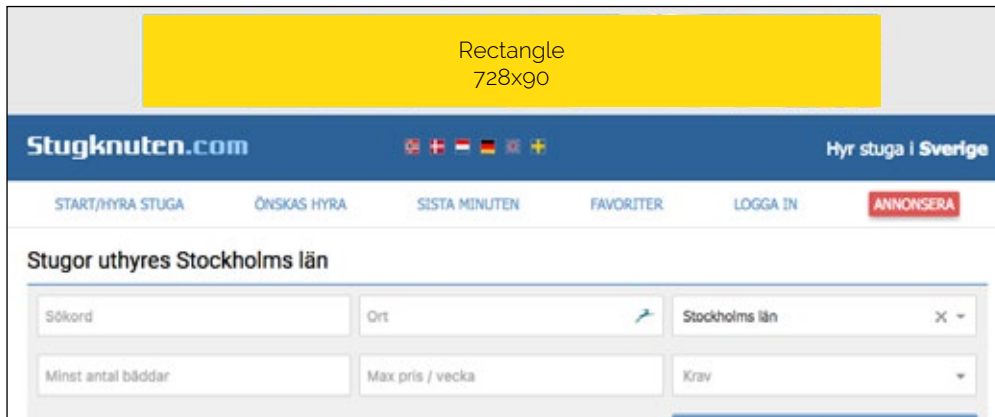 Rectangle
728x90
Stugknuten.com
Hyr stuga i Sverige
START/HYRA STUGA ÖNSKAS HYRA SISTA MINUTEN FAVORITER LOGGA IN ANNONSERA
Stugor uthyres Stockholms län
Sökord Ort Stockholms län
Minst antal bäddar Max pris / vecka Krav